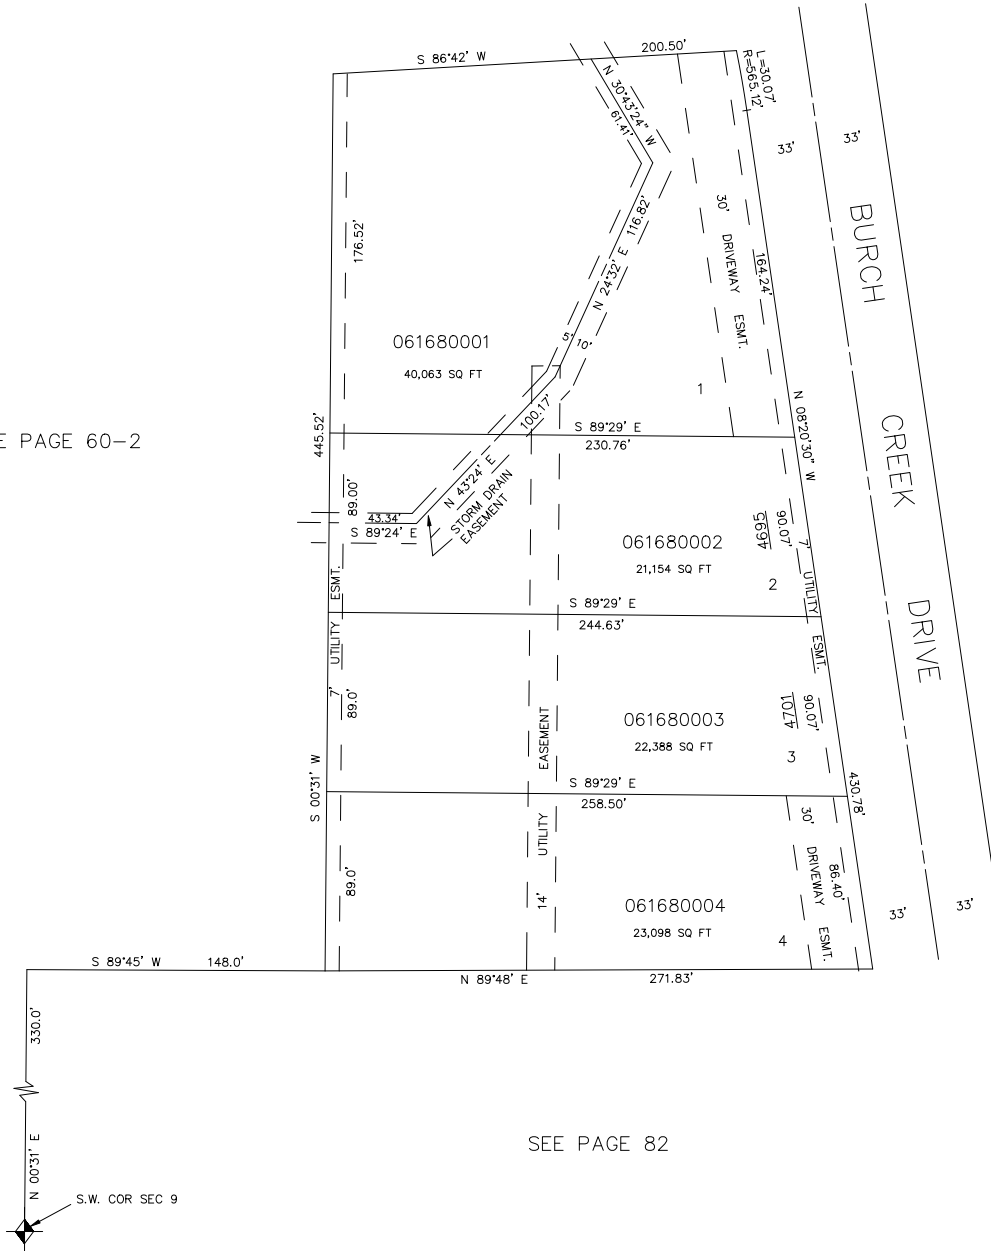 S 86°42' W
200.50'
L=30.07'
R=565.12'
N 30°43'24" W
61.41'
33'
33'
BURCH
CREEK
DRIVE
176.52'
N 24°32' E 116.82'
30' DRIVEWAY ESMT.
164.24'
061680001
40,063 SQ FT
5' 10'
1
100.17'
445.52'
S 89°29' E
230.76'
N 08°20'30" W
E PAGE 60-2
89.00'
43.34'
S 89°24' E
N 43°24' E
STORM DRAIN
EASEMENT
061680002
21,154 SQ FT
2
4695
90.07'
7' UTILITY ESMT.
S 89°29' E
244.63'
7' UTILITY ESMT.
89.0'
061680003
22,388 SQ FT
3
4701
90.07'
S 00°31' W
S 89°29' E
258.50'
430.78'
14' UTILITY EASEMENT
89.0'
30' DRIVEWAY ESMT.
86.40'
061680004
23,098 SQ FT
4
33'
33'
S 89°45' W 148.0'
N 89°48' E
271.83'
330.0'
N 00°31' E
SEE PAGE 82
S.W. COR SEC 9